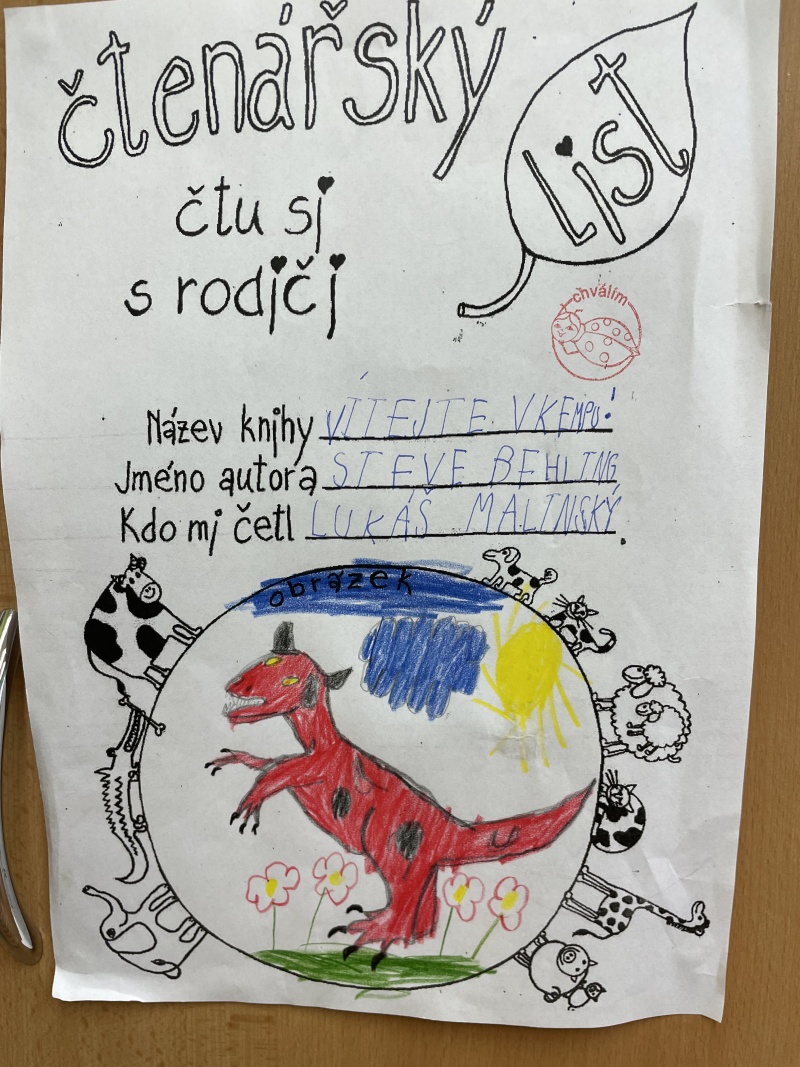 čtenářský
list
čtu si
s rodiči
chválím
Název knihy VÍTEJTE V KEMPU!
Jméno autora STEVE BEHLING
Kdo mi četl LUKÁŠ MALINSKÝ.
obrázek